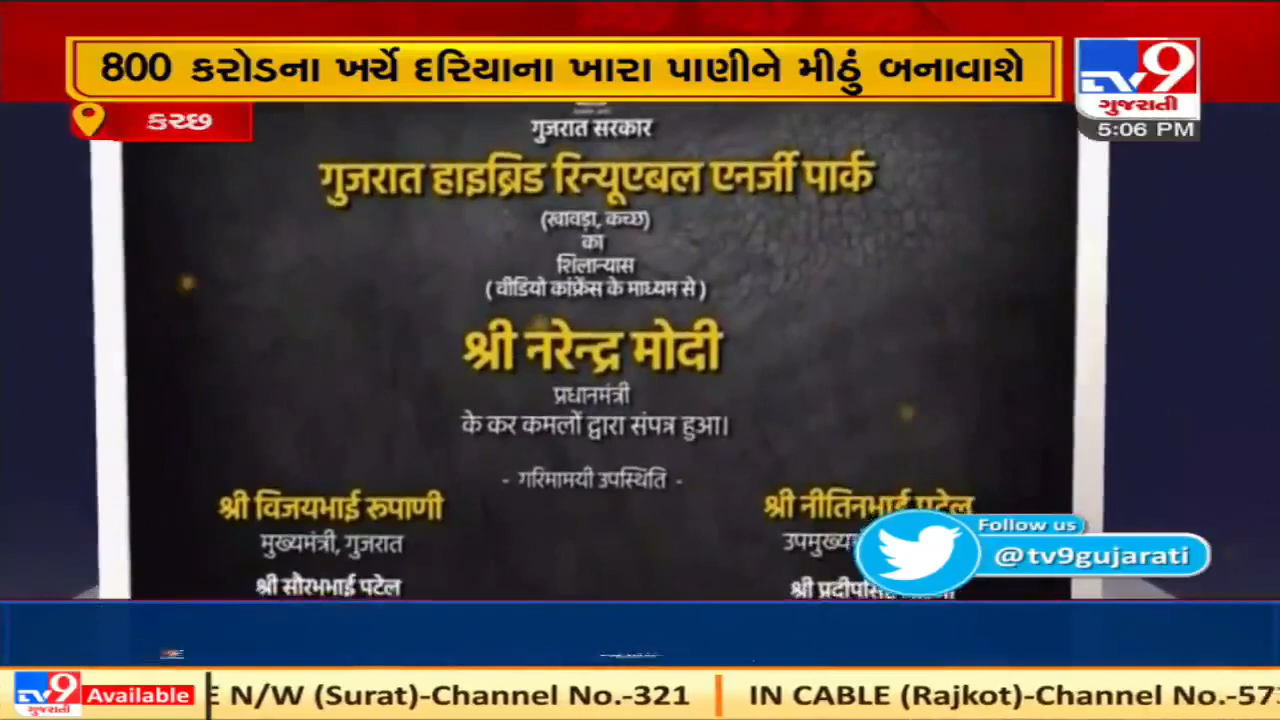 800 કરોડના ખર્ચે દરિયાના ખારા પાણીને મીઠું બનાવાશે
TV9
ગુજરાતી
5:06 PM
કચ્છ
गुजरात सरकार
गुजरात हाइब्रिड रिन्यूएबल एनर्जी पार्क
(खावड़ा, कच्छ)
का
शिलान्यास
( वीडियो कांफ्रेंस के माध्यम से )
श्री नरेन्द्र मोदी
प्रधानमंत्री
के कर कमलों द्वारा संपन्न हुआ।
- गरिमामयी उपस्थिति -
श्री विजयभाई रूपाणी
श्री नीतिनभाई पटेल
मुख्यमंत्री, गुजरात
श्री सौरभभाई पटेल
श्री
Follow us
@tv9gujarati
TV9
ગુજરાતી
Available
E N/W (Surat)-Channel No.-321
IN CABLE (Rajkot)-Channel No.-573